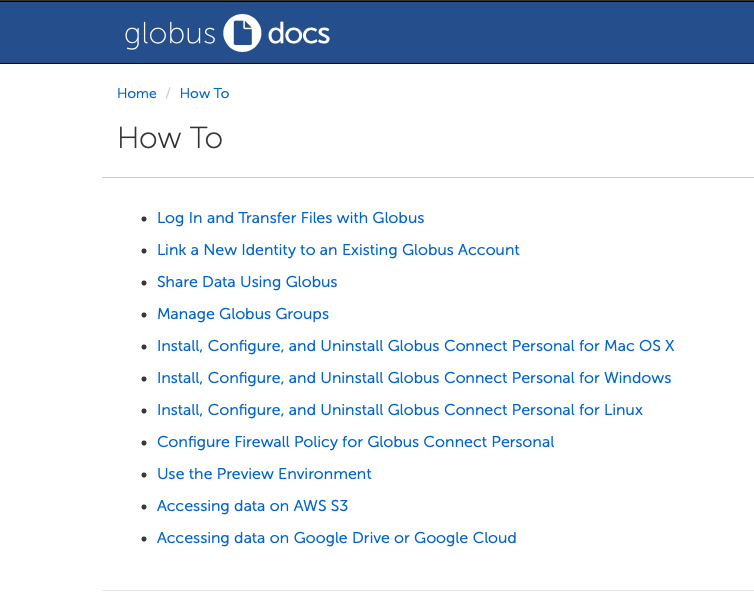 globus docs
Home / How To
How To
• Log In and Transfer Files with Globus
• Link a New Identity to an Existing Globus Account
• Share Data Using Globus
• Manage Globus Groups
• Install, Configure, and Uninstall Globus Connect Personal for Mac OS X
• Install, Configure, and Uninstall Globus Connect Personal for Windows
• Install, Configure, and Uninstall Globus Connect Personal for Linux
• Configure Firewall Policy for Globus Connect Personal
• Use the Preview Environment
• Accessing data on AWS S3
• Accessing data on Google Drive or Google Cloud